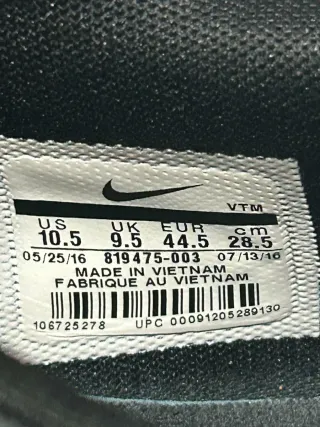 VTM
US UK EUR cm
10.5 9.5 44.5 28.5
05/25/16 819475-003 07/13/16
MADE IN VIETNAM
FABRIQUE AU VIETNAM
106725278 UPC 00091205289130